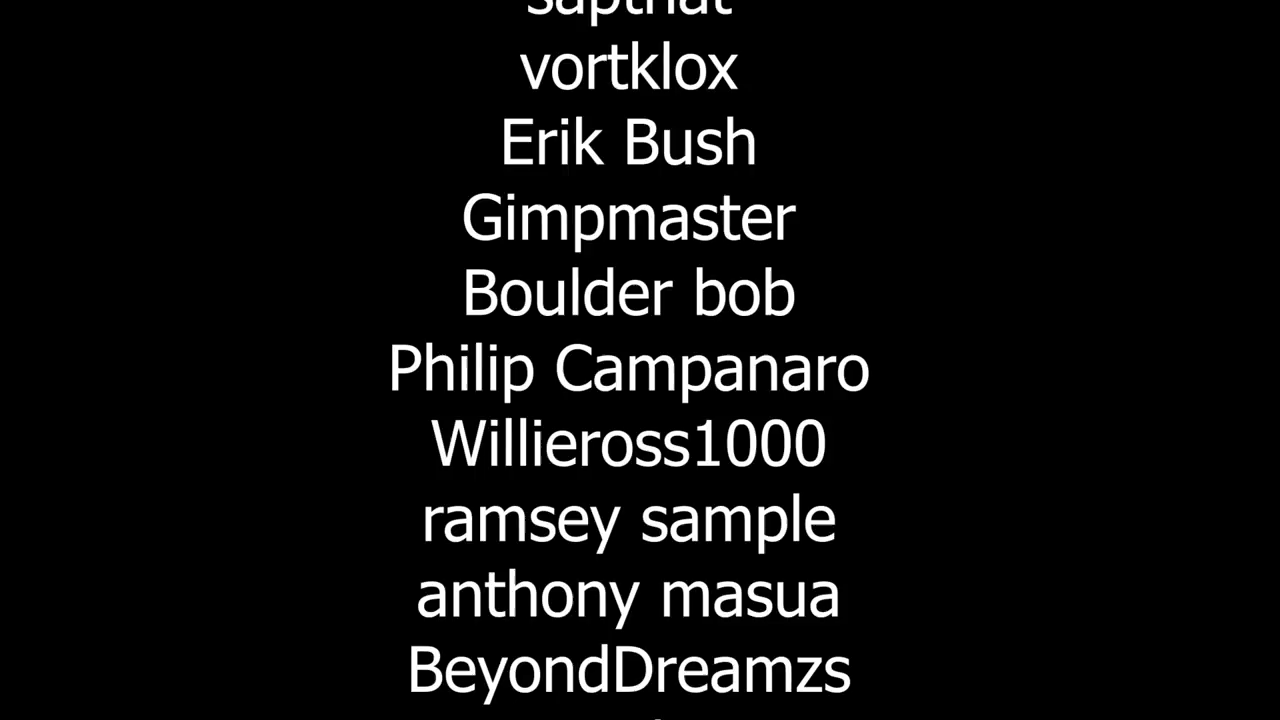 vortklox
Erik Bush
Gimpmaster
Boulder bob
Philip Campanaro
Willieross1000
ramsey sample
anthony masua
BeyondDreamzs